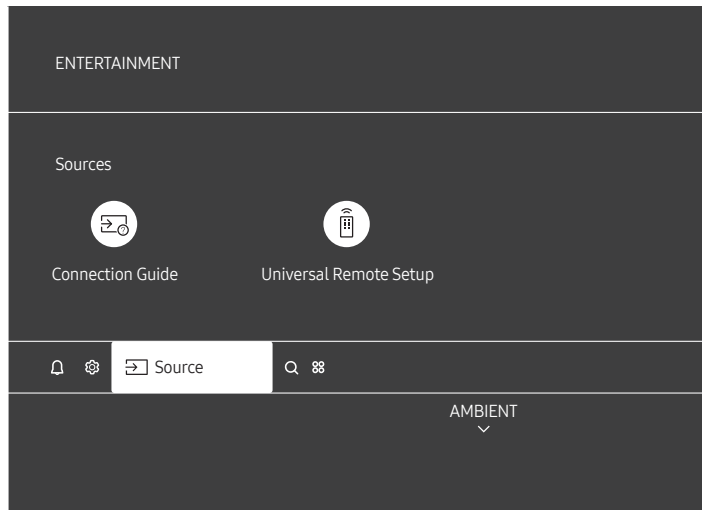 ENTERTAINMENT
Sources
Connection Guide
Universal Remote Setup
Source
AMBIENT